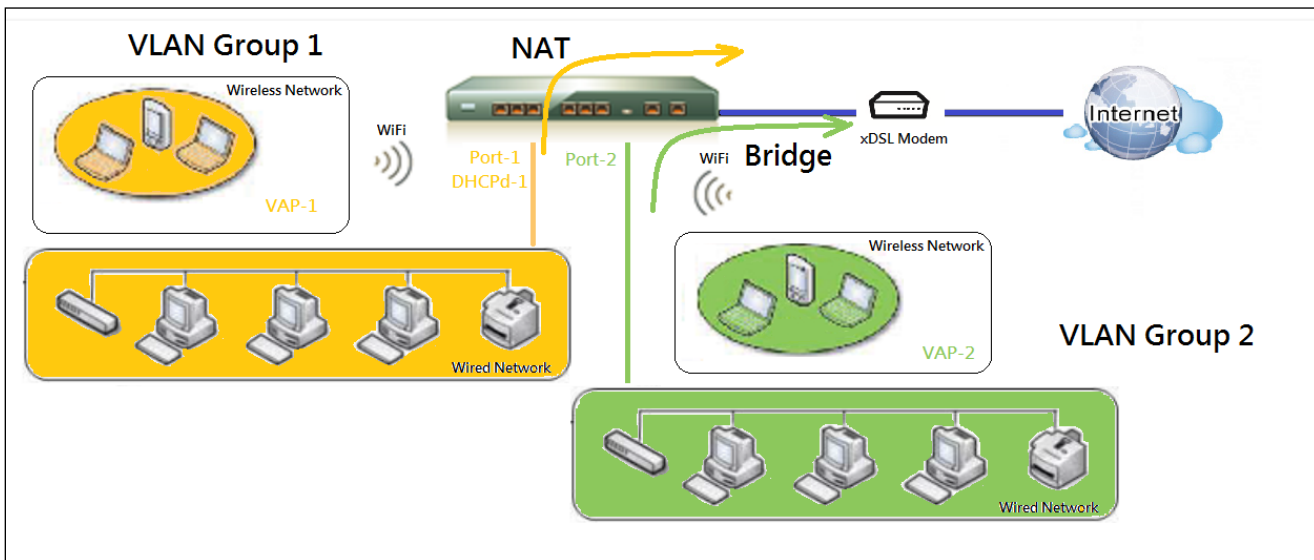 VLAN Group 1
NAT
Wireless Network
WiFi
VAP-1
Port-1
DHCPd-1
Port-2
WiFi
Bridge
xDSL Modem
Internet
Wired Network
Wireless Network
VAP-2
VLAN Group 2
Wired Network